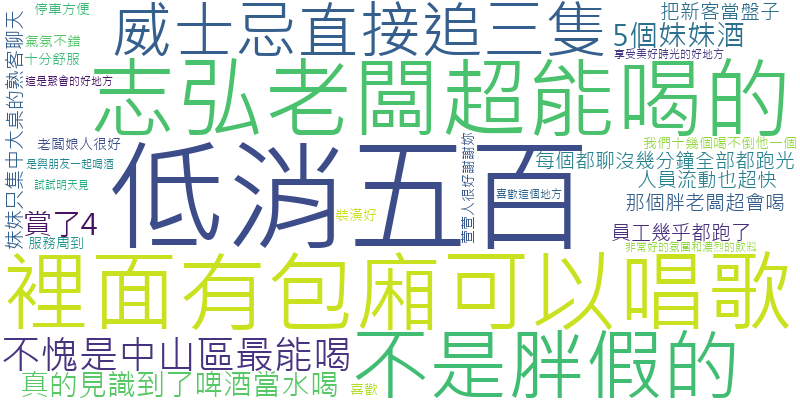 停車方便
威士忌直接追三隻
把新客當盤子
5個妹妹酒
氣氛不錯
十分舒服
享受美好時光的好地方
這是聚會的好地方
志弘老闆超能喝的
妹妹只集中大桌的熟客聊天
老闆娘人很好
低消五百
萱萱人很好謝謝妳
我們十幾個喝不倒他一個
每個都聊沒幾分鐘全部都跑光
是與朋友一起喝酒
人員流動也超快
試試明天見
喜歡這個地方
那個胖老闆超會喝
賞了4
裝潢好
員工幾乎都跑了
服務周到
非常好的氛圍和濃烈的飲料
裡面有包廂可以唱歌
不愧是中山區最能喝
不是胖假的
真的見識到了啤酒當水喝
喜歡